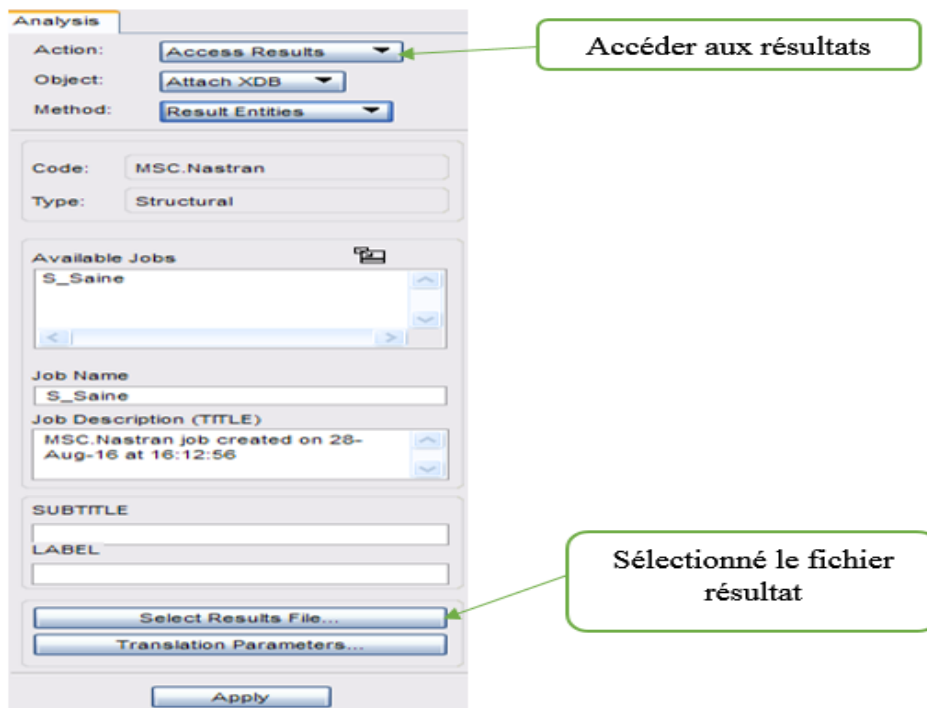 Analysis
Action: Access Results
Accéder aux résultats
Object: Attach XDB
Method: Result Entities
Code: MSC.Nastran
Type: Structural
Available Jobs
S_Saine
Job Name
S_Saine
Job Description (TITLE)
MSC.Nastran job created on 28-
Aug-16 at 16:12:56
SUBTITLE
LABEL
Sélectionné le fichier
résultat
Select Results File...
Translation Parameters...
Apply